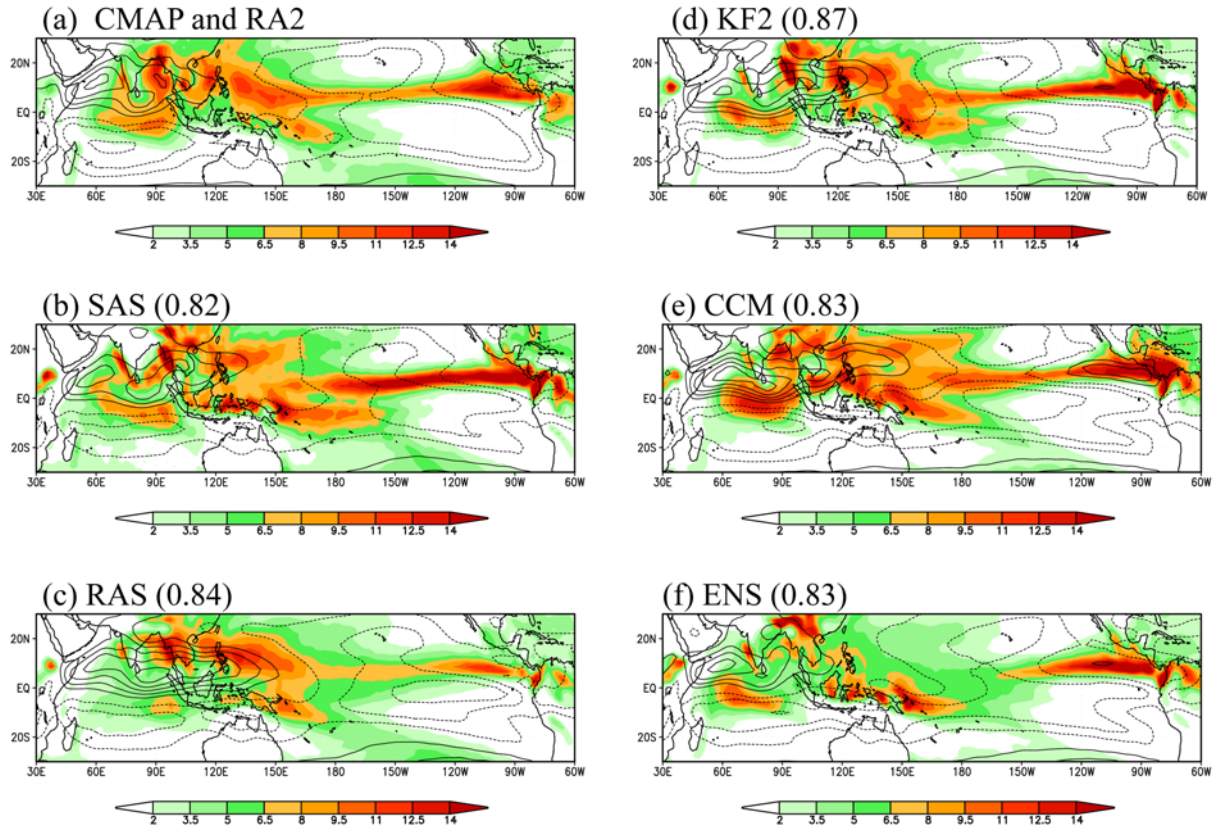 (a) CMAP and RA2
20N
EQ
20S
30E 60E 90E 120E 150E 180 150W 120W 90W 60W
2 3.5 5 6.5 8 9.5 11 12.5 14
(b) SAS (0.82)
20N
EQ
20S
30E 60E 90E 120E 150E 180 150W 120W 90W 60W
2 3.5 5 6.5 8 9.5 11 12.5 14
(c) RAS (0.84)
20N
EQ
20S
30E 60E 90E 120E 150E 180 150W 120W 90W 60W
2 3.5 5 6.5 8 9.5 11 12.5 14
(d) KF2 (0.87)
20N
EQ
20S
30E 60E 90E 120E 150E 180 150W 120W 90W 60W
2 3.5 5 6.5 8 9.5 11 12.5 14
(e) CCM (0.83)
20N
EQ
20S
30E 60E 90E 120E 150E 180 150W 120W 90W 60W
2 3.5 5 6.5 8 9.5 11 12.5 14
(f) ENS (0.83)
20N
EQ
20S
30E 60E 90E 120E 150E 180 150W 120W 90W 60W
2 3.5 5 6.5 8 9.5 11 12.5 14